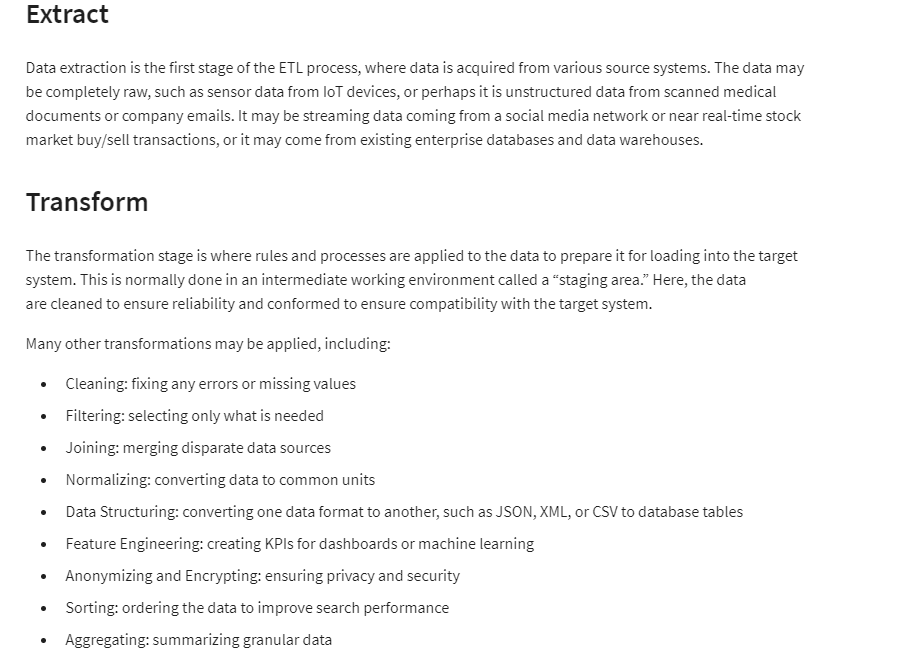 Extract
Data extraction is the first stage of the ETL process, where data is acquired from various source systems. The data may
be completely raw, such as sensor data from IoT devices, or perhaps it is unstructured data from scanned medical
documents or company emails. It may be streaming data coming from a social media network or near real-time stock
market buy/sell transactions, or it may come from existing enterprise databases and data warehouses.
Transform
The transformation stage is where rules and processes are applied to the data to prepare it for loading into the target
system. This is normally done in an intermediate working environment called a “staging area.” Here, the data
are cleaned to ensure reliability and conformed to ensure compatibility with the target system.
Many other transformations may be applied, including:
• Cleaning: fixing any errors or missing values
• Filtering: selecting only what is needed
• Joining: merging disparate data sources
• Normalizing: converting data to common units
• Data Structuring: converting one data format to another, such as JSON, XML, or CSV to database tables
• Feature Engineering: creating KPIs for dashboards or machine learning
• Anonymizing and Encrypting: ensuring privacy and security
• Sorting: ordering the data to improve search performance
• Aggregating: summarizing granular data